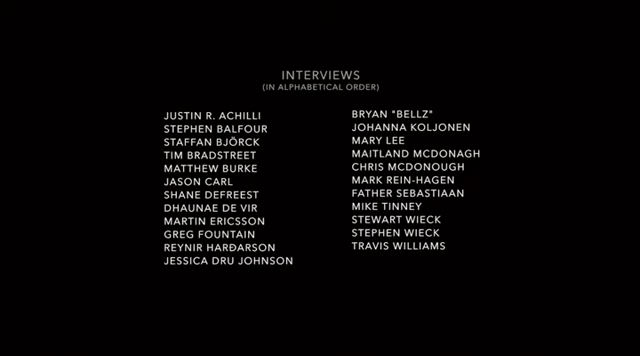 INTERVIEWS
(IN ALPHABETICAL ORDER)
JUSTIN R. ACHILLI
STEPHEN BALFOUR
STAFFAN BJÖRCK
TIM BRADSTREET
MATTHEW BURKE
JASON CARL
SHANE DEFREEST
DHAUNAE DE VIR
MARTIN ERICSSON
GREG FOUNTAIN
REYNIR HARÐARSON
JESSICA DRU JOHNSON
BRYAN "BELLZ"
JOHANNA KOLJONEN
MARY LEE
MAITLAND MCDONAGH
CHRIS MCDONOUGH
MARK REIN-HAGEN
FATHER SEBASTIAAN
MIKE TINNEY
STEWART WIECK
STEPHEN WIECK
TRAVIS WILLIAMS